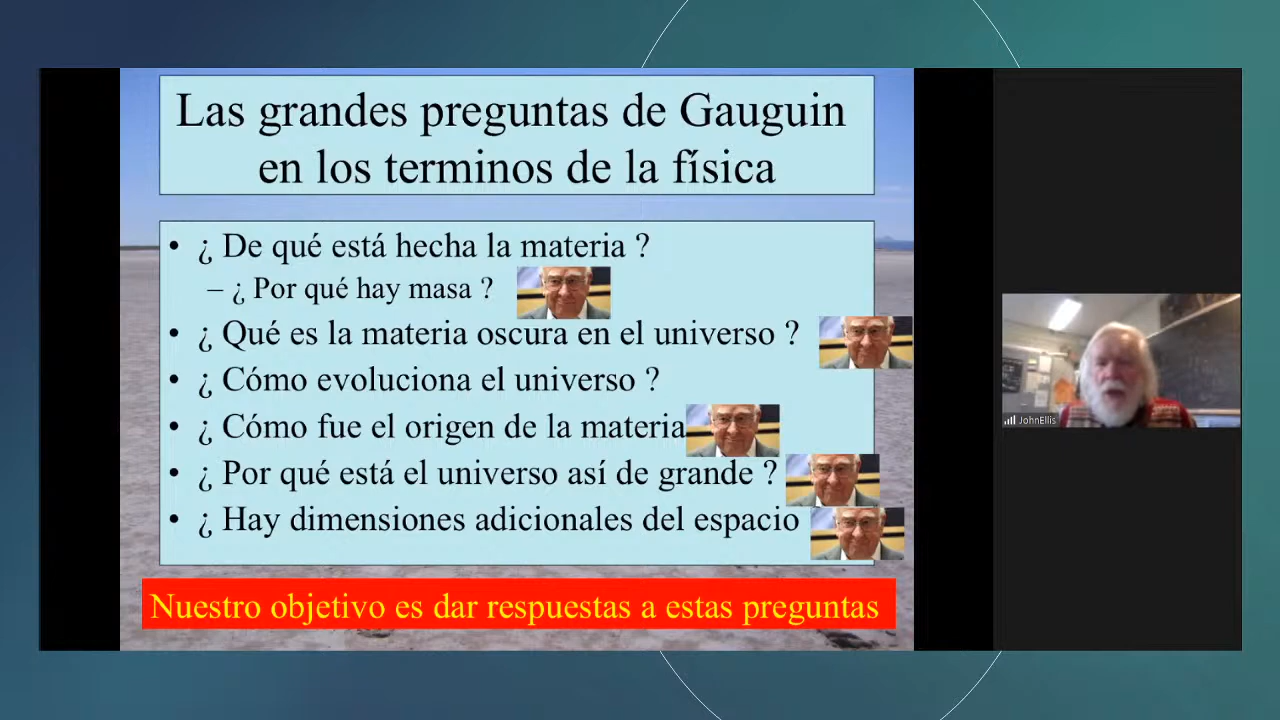 Las grandes preguntas de Gauguin
en los terminos de la física
• ¿ De qué está hecha la materia ?
– ¿ Por qué hay masa ?
• ¿ Qué es la materia oscura en el universo ?
• ¿ Cómo evoluciona el universo ?
• ¿ Cómo fue el origen de la materia
• ¿ Por qué está el universo así de grande ?
• ¿ Hay dimensiones adicionales del espacio
Nuestro objetivo es dar respuestas a estas preguntas
JohnEllis